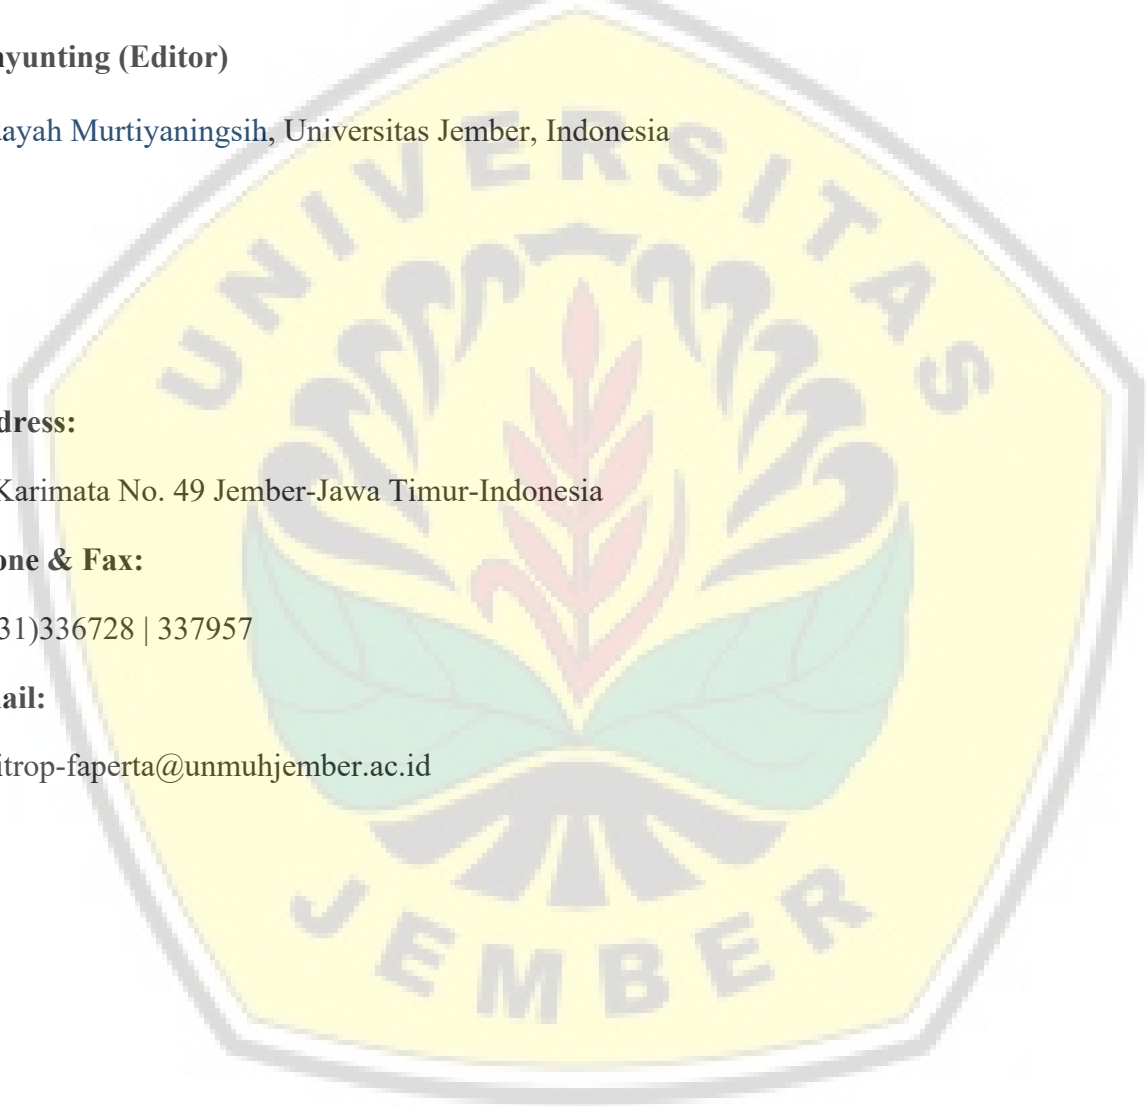 nyunting (Editor)
ayah Murtiyaningsih, Universitas Jember, Indonesia
UNIVERSITAS
dress:
Karimata No. 49 Jember-Jawa Timur-Indonesia
one & Fax:
31)336728 | 337957
ail:
itrop-faperta@unmuhjember.ac.id
JEMBER